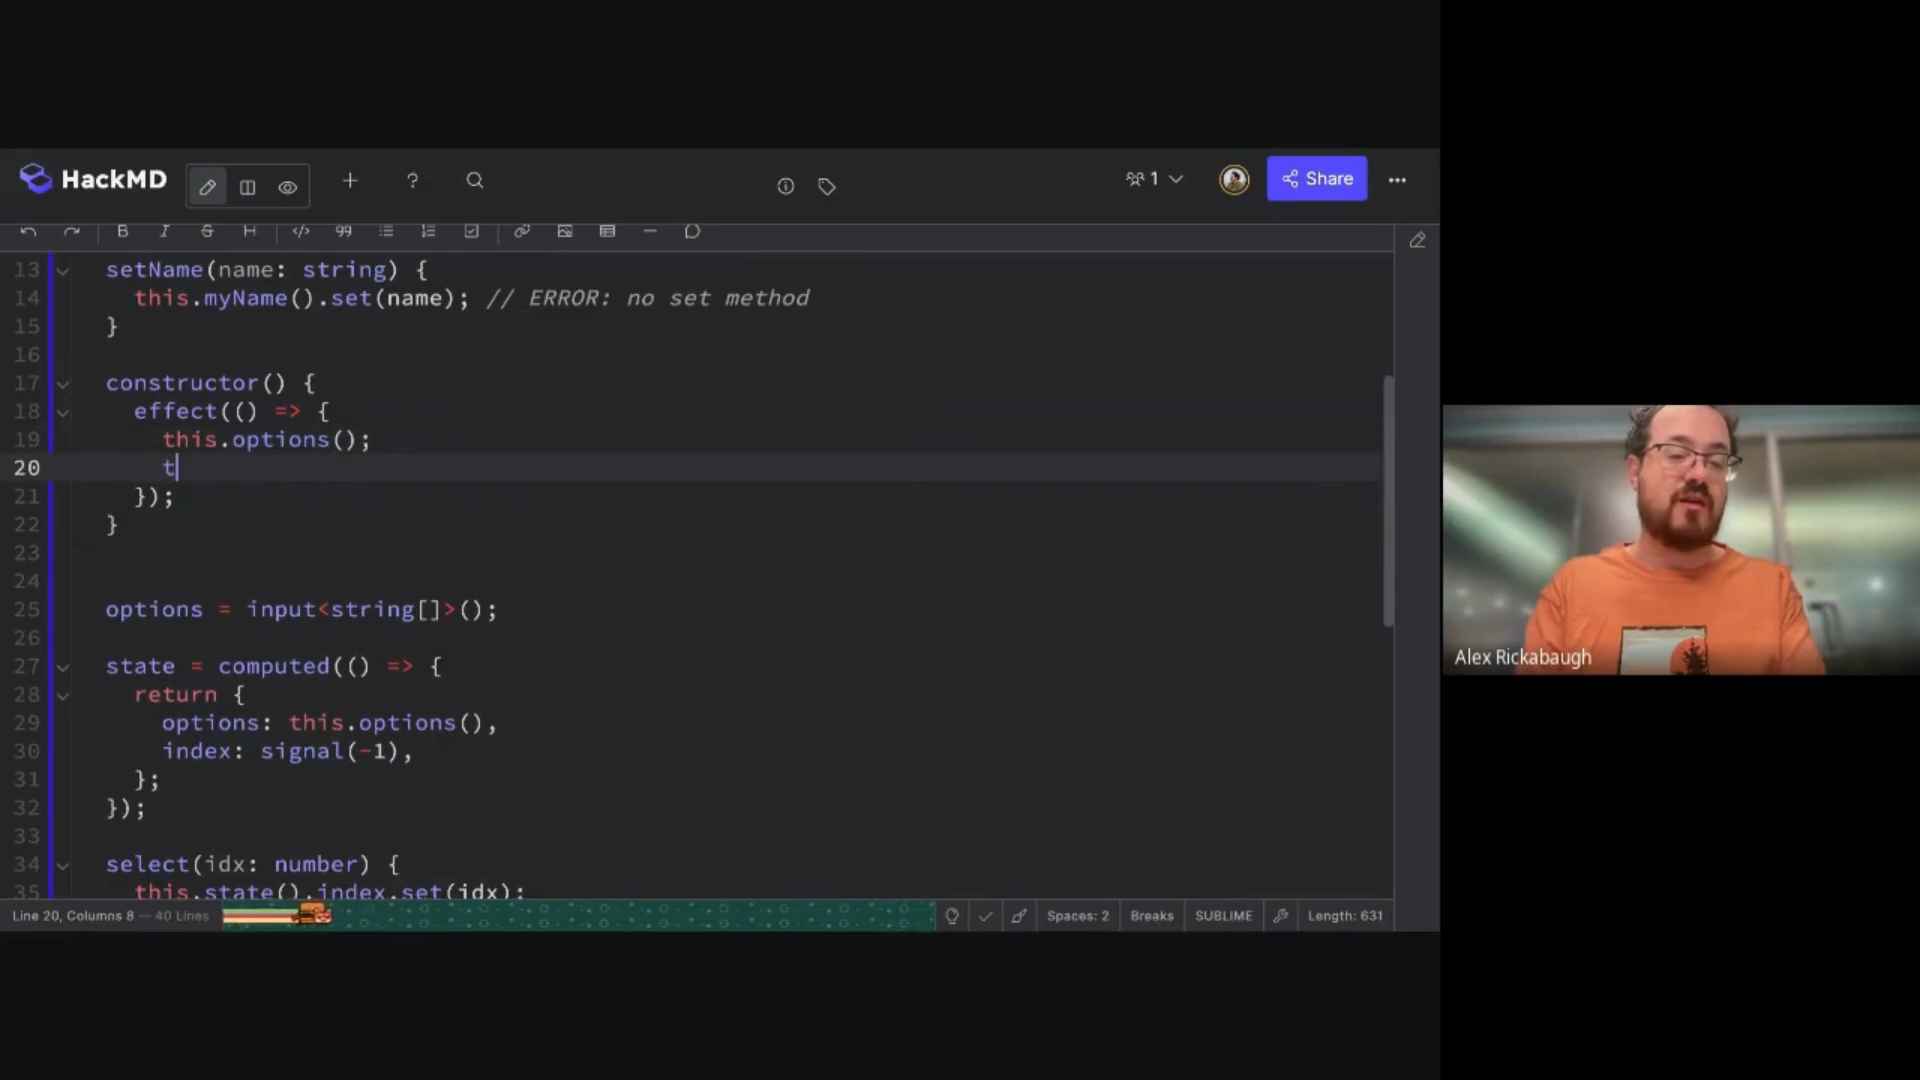 HackMD
1
Share
B I S H 99
13 setName(name: string) {
14 this.myName().set(name); // ERROR: no set method
15 }
16
17 constructor() {
18 effect(() => {
19 this.options();
20 t
21 });
22 }
23
24
25 options = input<string[]>();
26
27 state = computed(() => {
28 return {
29 options: this.options(),
30 index: signal(-1),
31 };
32 });
33
34 select(idx: number) {
35 this.state().index.set(idx);
Line 20, Columns 8 — 40 Lines
Spaces: 2
Breaks
SUBLIME
Length: 631
Alex Rickabaugh